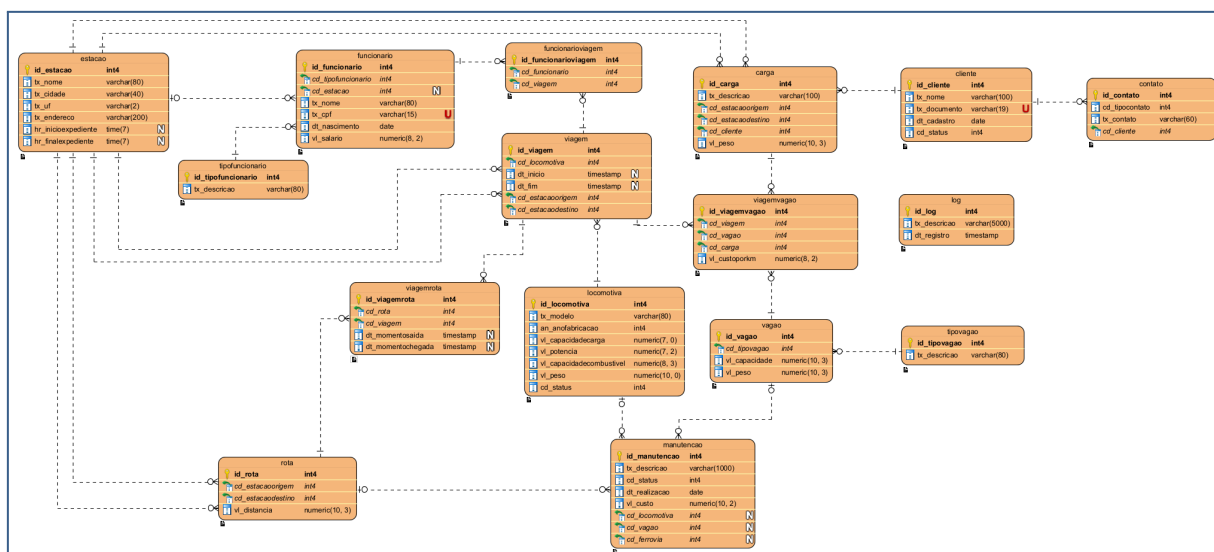 estacao
id_estacao int4
tx_nome varchar(80)
tx_cidade varchar(40)
tx_uf varchar(2)
tx_endereco varchar(200)
hr_inicioexpediente time(7) N
hr_finalexpediente time(7) N
funcionario
id_funcionario int4
cd_tipofuncionario int4
cd_estacao int4 N
tx_nome varchar(80)
tx_cpf varchar(15) U
dt_nascimento date
vl_salario numeric(8, 2)
funcionarioviagem
id_funcionarioviagem int4
cd_funcionario int4
cd_viagem int4
carga
id_carga int4
tx_descricao varchar(100)
cd_estacaoorigem int4
cd_estacaodestino int4
cd_cliente int4
vl_peso numeric(10, 3)
cliente
id_cliente int4
tx_nome varchar(100)
tx_documento varchar(19) U
dt_cadastro date
cd_status int4
contato
id_contato int4
cd_tipocontato int4
tx_contato varchar(60)
cd_cliente int4
tipofuncionario
id_tipofuncionario int4
tx_descricao varchar(80)
viagem
id_viagem int4
cd_locomotiva int4
dt_inicio timestamp N
dt_fim timestamp N
cd_estacaoorigem int4
cd_estacaodestino int4
viagemvagao
id_viagemvagao int4
cd_viagem int4
cd_vagao int4
cd_carga int4
vl_custoporkm numeric(8, 2)
log
id_log int4
tx_descricao varchar(5000)
dt_registro timestamp
viagemrota
id_viagemrota int4
cd_rota int4
cd_viagem int4
dt_momentosaida timestamp N
dt_momentochegada timestamp N
locomotiva
id_locomotiva int4
tx_modelo varchar(80)
an_anofabricacao int4
vl_capacidadecarga numeric(7, 0)
vl_potencia numeric(7, 2)
vl_capacidadecombustivel numeric(8, 3)
vl_peso numeric(10, 0)
cd_status int4
vagao
id_vagao int4
cd_tipovagao int4
vl_capacidade numeric(10, 3)
vl_peso numeric(10, 3)
tipovagao
id_tipovagao int4
tx_descricao varchar(80)
rota
id_rota int4
cd_estacaoorigem int4
cd_estacaodestino int4
vl_distancia numeric(10, 3)
manutencao
id_manutencao int4
tx_descricao varchar(1000)
cd_status int4
dt_realizacao date
vl_custo numeric(10, 2)
cd_locomotiva int4 N
cd_vagao int4 N
cd_ferrovia int4 N